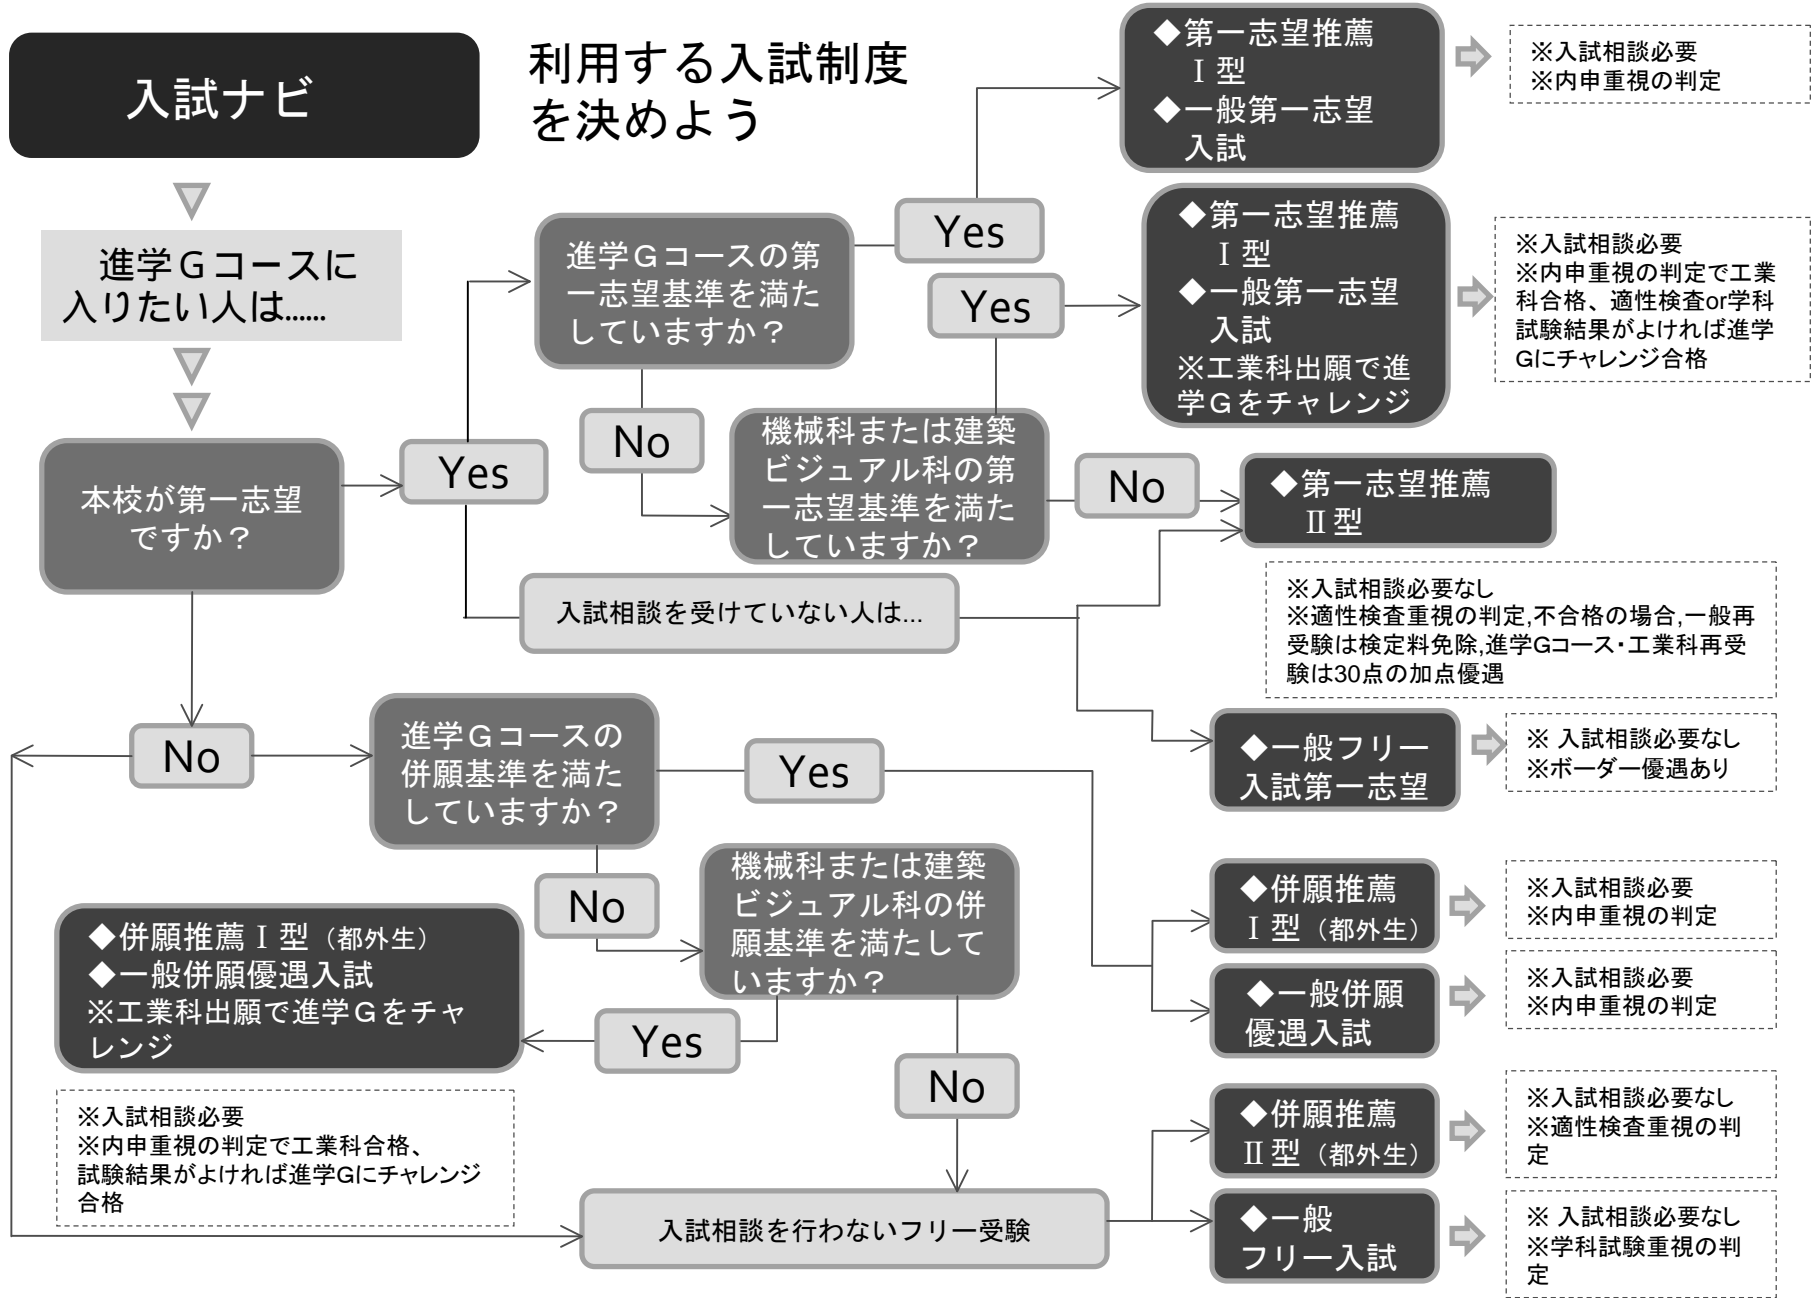 入試ナビ
利用する入試制度
を決めよう
進学Gコースに
入りたい人は......
本校が第一志望
ですか？
Yes
進学Gコースの第
一志望基準を満た
していますか？
Yes
◆第一志望推薦
Ⅰ型
◆一般第一志望
入試
※入試相談必要
※内申重視の判定
No
機械科または建築
ビジュアル科の第
一志望基準を満た
していますか？
Yes
◆第一志望推薦
Ⅰ型
◆一般第一志望
入試
※工業科出願で進
学Gをチャレンジ
※入試相談必要
※内申重視の判定で工業
科合格、適性検査or学科
試験結果がよければ進学
Gにチャレンジ合格
No
◆第一志望推薦
Ⅱ型
※入試相談必要なし
※適性検査重視の判定,不合格の場合,一般再
受験は検定料免除,進学Gコース・工業科再受
験は30点の加点優遇
入試相談を受けていない人は...
◆一般フリー
入試第一志望
※ 入試相談必要なし
※ボーダー優遇あり
No
進学Gコースの
併願基準を満た
していますか？
Yes
◆併願推薦
Ⅰ型（都外生）
※入試相談必要
※内申重視の判定
◆一般併願
優遇入試
※入試相談必要
※内申重視の判定
No
機械科または建築
ビジュアル科の併
願基準を満たして
いますか？
Yes
◆併願推薦Ⅰ型（都外生）
◆一般併願優遇入試
※工業科出願で進学Gをチャ
レンジ
※入試相談必要
※内申重視の判定で工業科合格、
試験結果がよければ進学Gにチャレンジ
合格
No
入試相談を行わないフリー受験
◆併願推薦
Ⅱ型（都外生）
※入試相談必要なし
※適性検査重視の判
定
◆一般
フリー入試
※ 入試相談必要なし
※学科試験重視の判
定